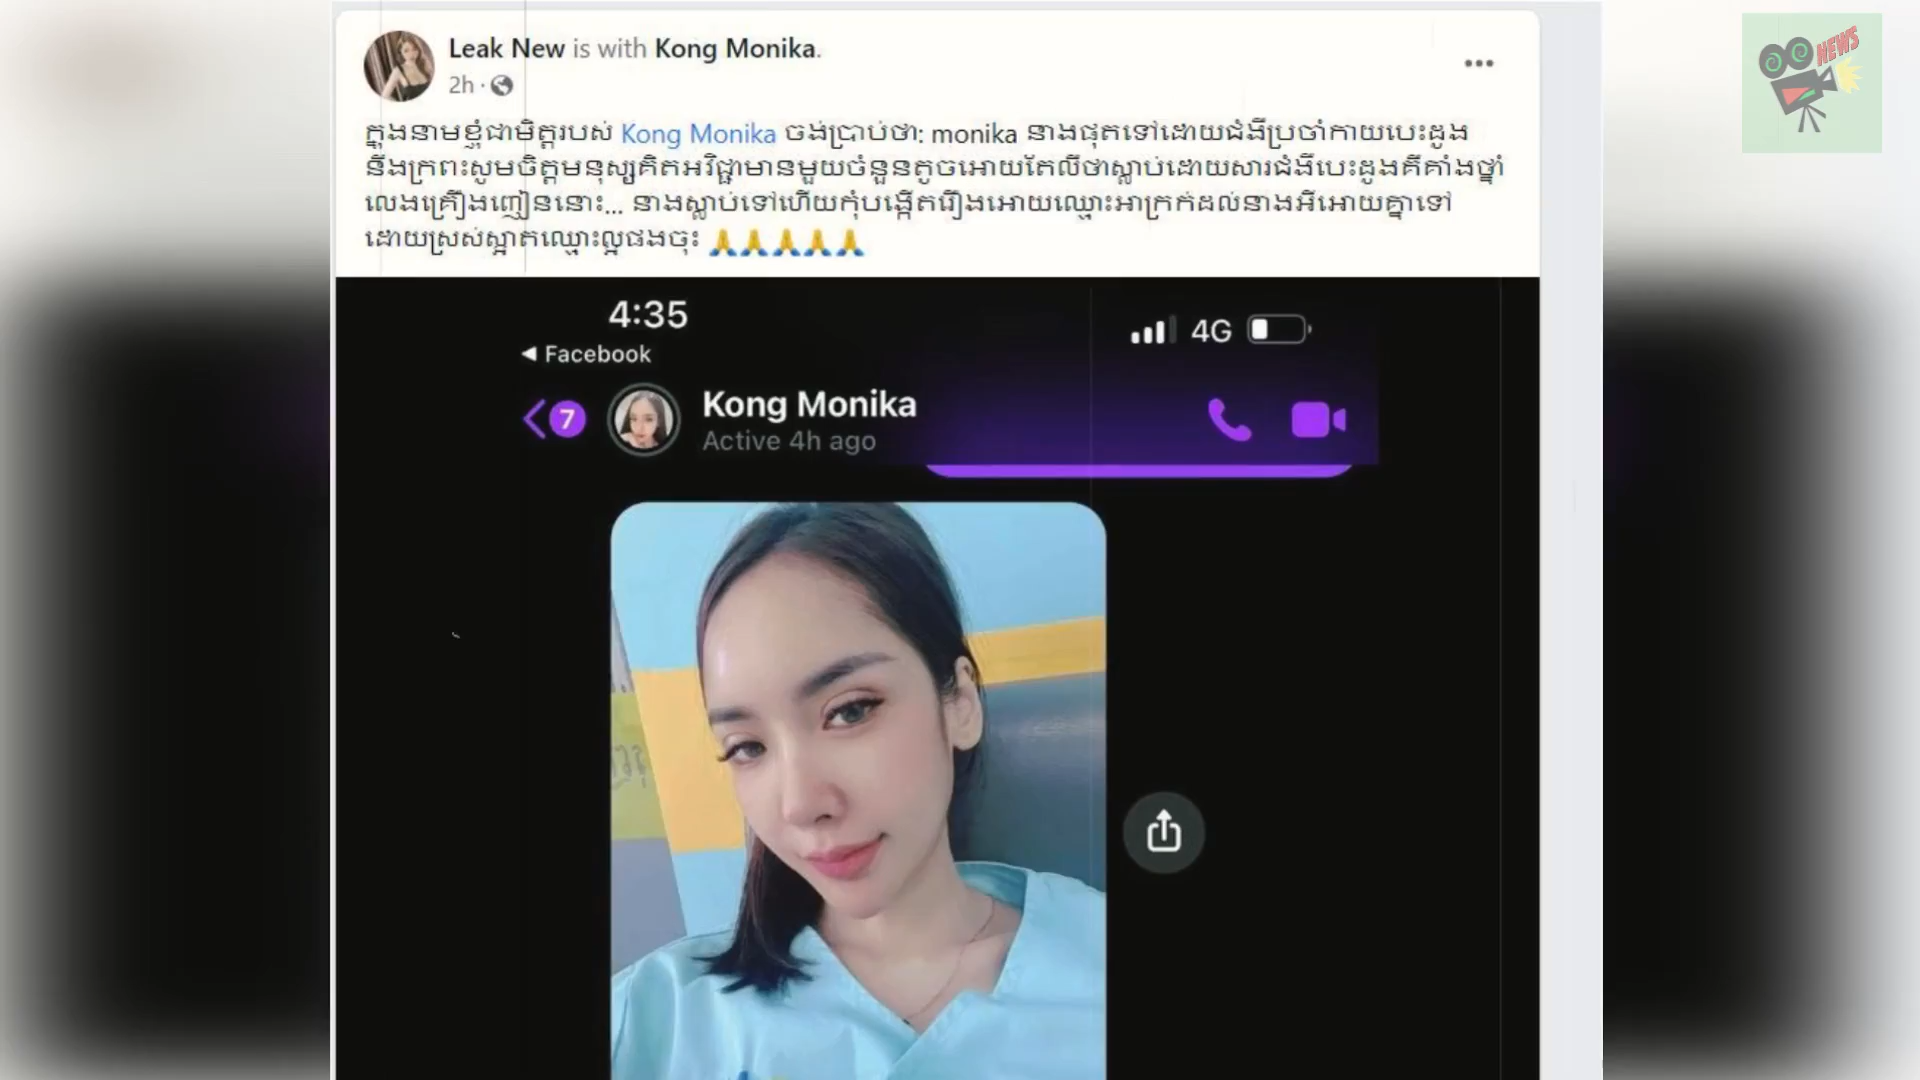 Leak New is with Kong Monika.
2h ·
ក្នុងនាមខ្ញុំជាមិត្តរបស់ Kong Monika ចង់ប្រាប់ថា: monika នាងផុតទៅដោយជំងឺប្រចាំកាយបេះដូង
នឹងក្រពះសូមចិត្តមនុស្សគិតអវិជ្ជាមានមួយចំនួនតូចអោយតែលឺថាស្លាប់ដោយសារជំងឺបេះដូងគឺគាំងថ្នាំ
លេងគ្រឿងញៀននោះ... នាងស្លាប់ទៅហើយកុំបង្កើតរឿងអោយឈ្មោះអាក្រក់ដល់នាងអីអោយគ្នាទៅ
ដោយស្រស់ស្អាតឈ្មោះល្អផងចុះ 🙏🙏🙏🙏🙏
4:35
4G
◀ Facebook
7
Kong Monika
Active 4h ago
NEWS